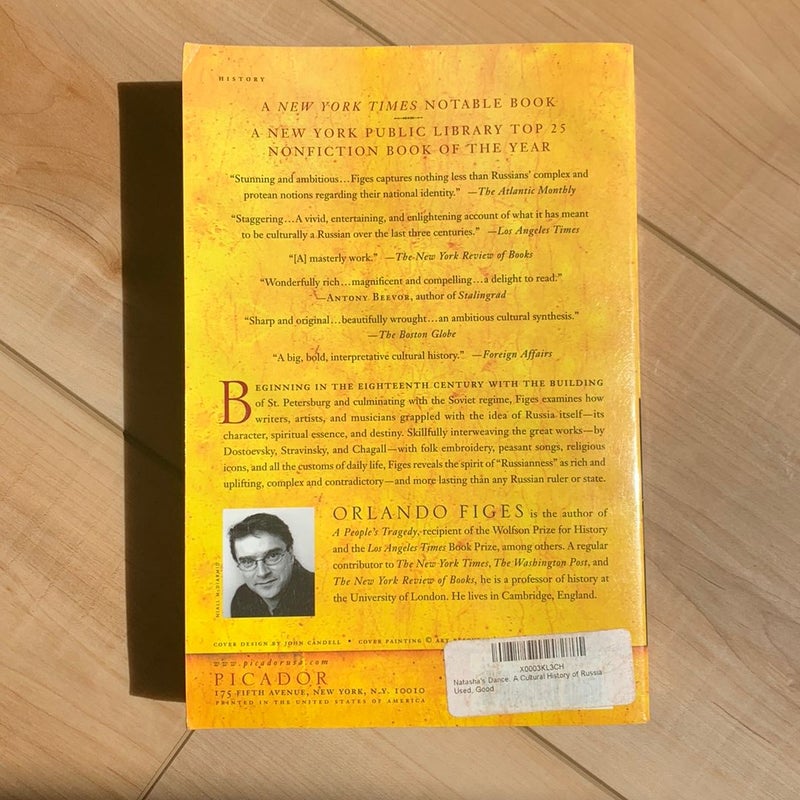 HISTORY
A NEW YORK TIMES NOTABLE BOOK
A NEW YORK PUBLIC LIBRARY TOP 25
NONFICTION BOOK OF THE YEAR
“Stunning and ambitious…Figes captures nothing less than Russians’ complex and
protean notions regarding their national identity.” —The Atlantic Monthly
“Staggering…A vivid, entertaining, and enlightening account of what it has meant
to be culturally a Russian over the last three centuries.” —Los Angeles Times
“[A] masterly work.” —The New York Review of Books
“Wonderfully rich…magnificent and compelling…a delight to read.”
—ANTONY BEEVOR, author of Stalingrad
“Sharp and original…beautifully wrought…an ambitious cultural synthesis.”
—The Boston Globe
“A big, bold, interpretative cultural history.” —Foreign Affairs
BEGINNING IN THE EIGHTEENTH CENTURY WITH THE BUILDING
of St. Petersburg and culminating with the Soviet regime, Figes examines how
writers, artists, and musicians grappled with the idea of Russia itself—its
character, spiritual essence, and destiny. Skillfully interweaving the great works—by
Dostoevsky, Stravinsky, and Chagall—with folk embroidery, peasant songs, religious
icons, and all the customs of daily life, Figes reveals the spirit of “Russianness” as rich and
uplifting, complex and contradictory—and more lasting than any Russian ruler or state.
ORLANDO FIGES is the author of
A People’s Tragedy, recipient of the Wolfson Prize for History
and the Los Angeles Times Book Prize, among others. A regular
contributor to The New York Times, The Washington Post, and
The New York Review of Books, he is a professor of history at
the University of London. He lives in Cambridge, England.
COVER DESIGN BY JOHN CANDELL • COVER PAINTING © ART
www.picadorusa.com
PICADOR
175 FIFTH AVENUE, NEW YORK, N.Y. 10010
PRINTED IN THE UNITED STATES OF AMERICA
X0003KL3CH
Natasha's Dance: A Cultural History of Russia
Used, Good